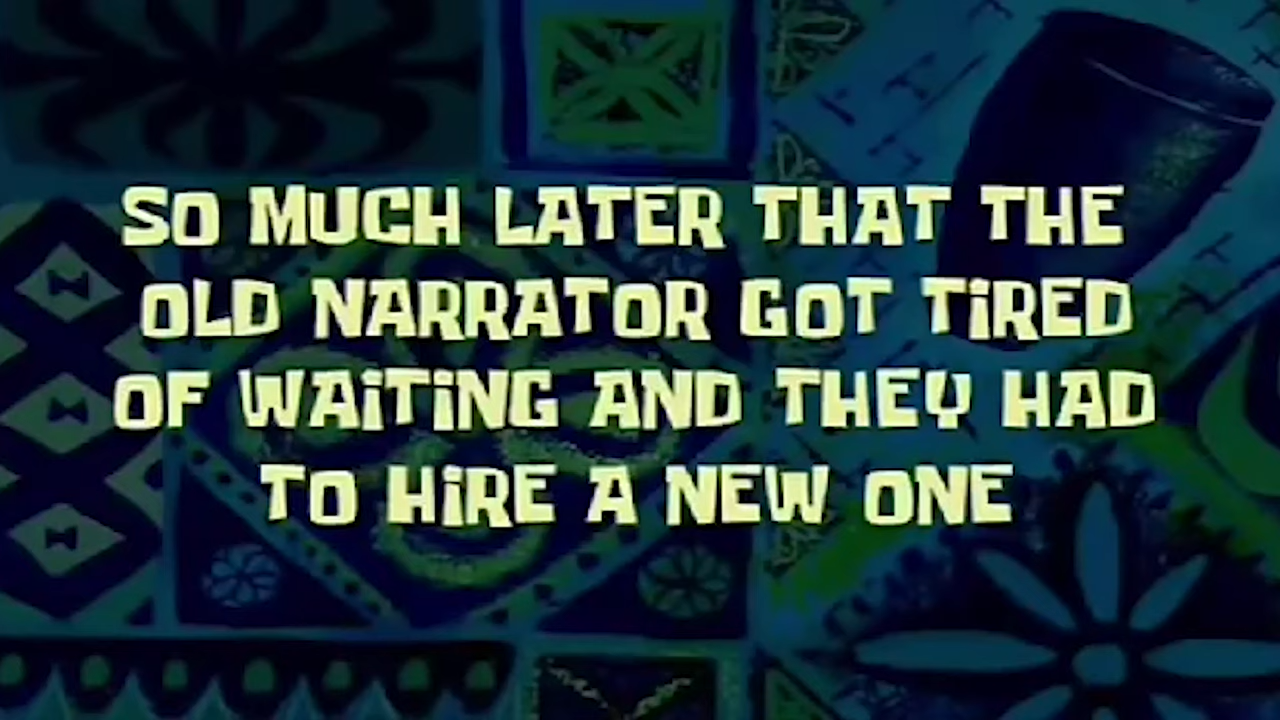 SO MUCH LATER THAT THE
OLD NARRATOR GOT TiRED
OF WAiTiNG AND THEY HAD
TO HiRE A NEW ONE